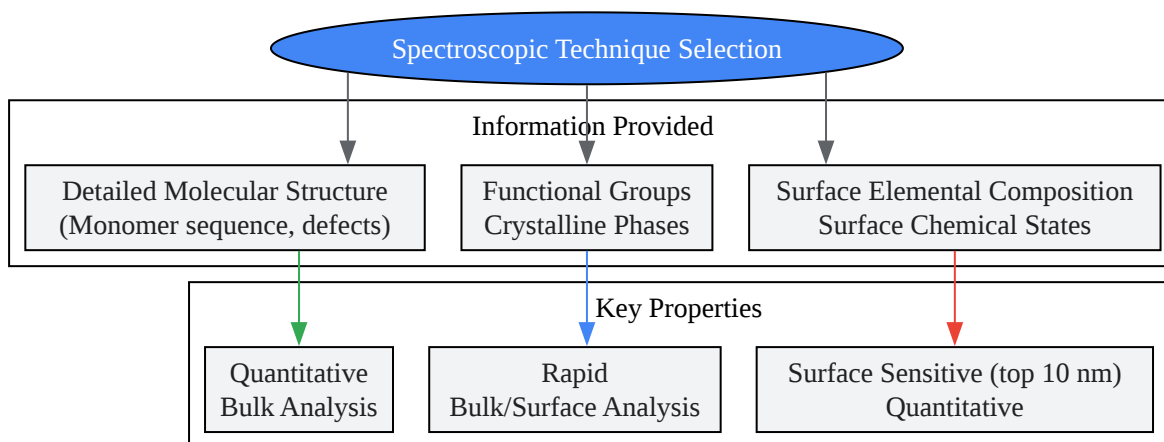 Spectroscopic Technique Selection
Information Provided
Detailed Molecular Structure
(Monomer sequence, defects)
Functional Groups
Crystalline Phases
Surface Elemental Composition
Surface Chemical States
Key Properties
Quantitative
Bulk Analysis
Rapid
Bulk/Surface Analysis
Surface Sensitive (top 10 nm)
Quantitative